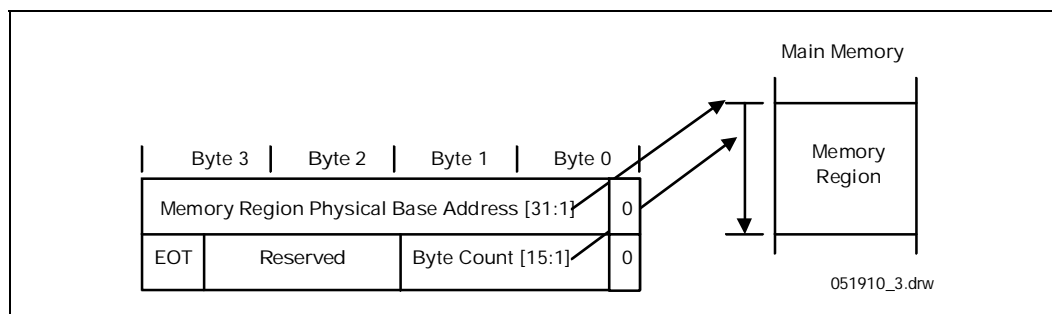 Main Memory
Byte 3 Byte 2 Byte 1 Byte 0
Memory
Region
Memory Region Physical Base Address [31:1] 0
EOT Reserved Byte Count [15:1] 0
051910_3.drw